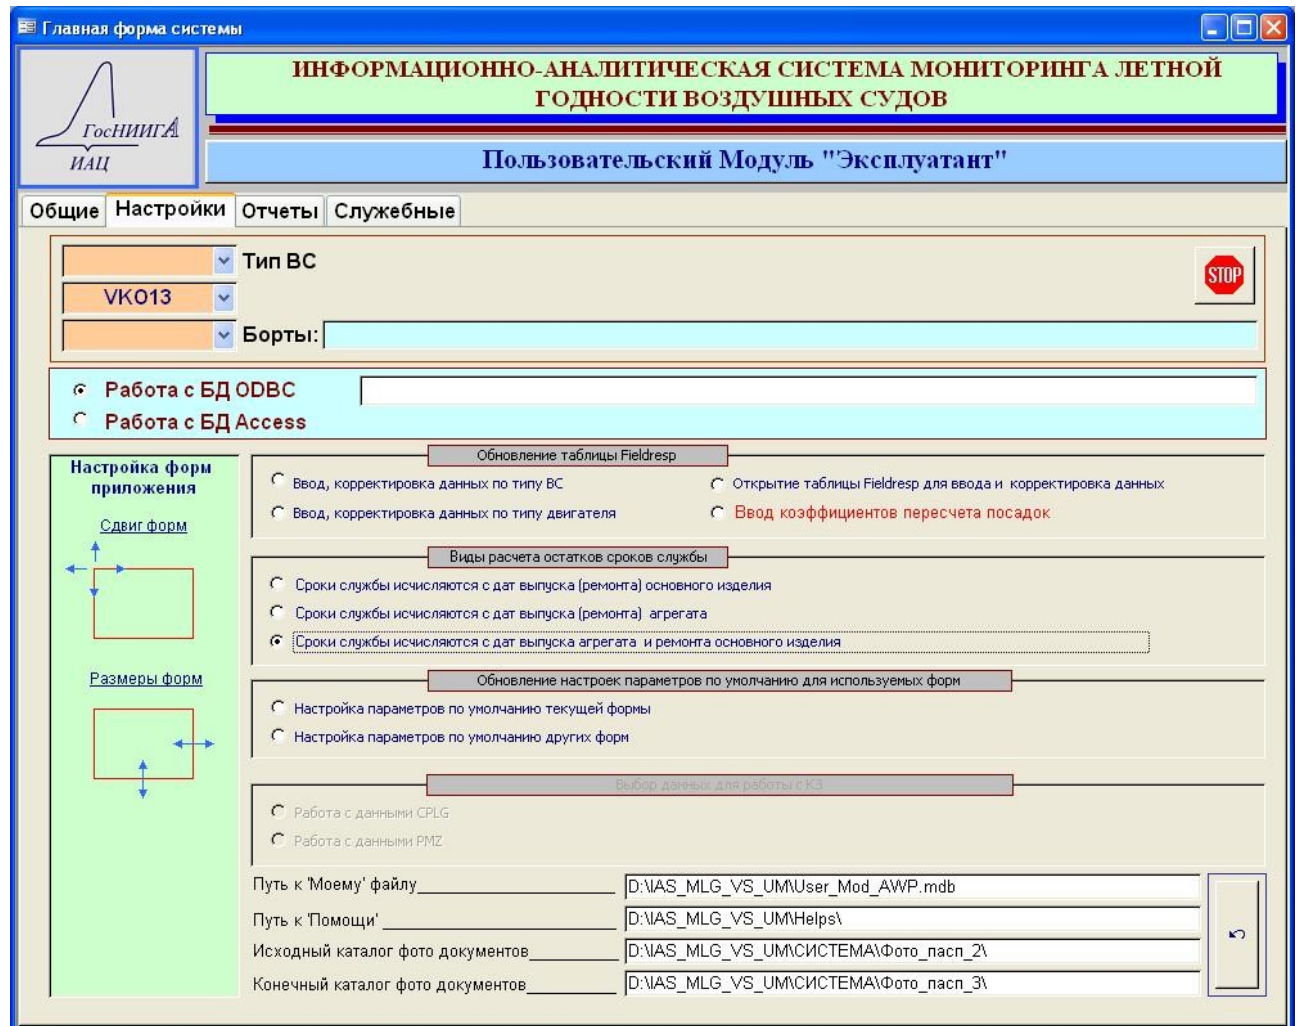 Главная форма системы
ГосНИИГА
ИАЦ
ИНФОРМАЦИОННО-АНАЛИТИЧЕСКАЯ СИСТЕМА МОНИТОРИНГА ЛЕТНОЙ
ГОДНОСТИ ВОЗДУШНЫХ СУДОВ
Пользовательский Модуль "Эксплуатант"
Общие Настройки Отчеты Служебные
Тип ВС
STOP
VKO13
Борты:
Работа с БД ODBC
Работа с БД Access
Настройка форм
приложения
Сдвиг форм
Размеры форм
Обновление таблицы Fieldresp
Ввод, корректировка данных по типу ВС
Открытие таблицы Fieldresp для ввода и корректировка данных
Ввод, корректировка данных по типу двигателя
Ввод коэффициентов пересчета посадок
Виды расчета остатков сроков службы
Сроки службы исчисляются с дат выпуска (ремонта) основного изделия
Сроки службы исчисляются с дат выпуска (ремонта) агрегата
Сроки службы исчисляются с дат выпуска агрегата и ремонта основного изделия
Обновление настроек параметров по умолчанию для используемых форм
Настройка параметров по умолчанию текущей формы
Настройка параметров по умолчанию других форм
Выбор данных для работы с КЗ
Работа с данными CPLG
Работа с данными PMZ
Путь к 'Моему' файлу D:\IAS_MLG_VS_UM\User_Mod_AWP.mdb
Путь к 'Помощи' D:\IAS_MLG_VS_UM\Helps\
Исходный каталог фото документов D:\IAS_MLG_VS_UM\СИСТЕМА\Фото_пасп_2\
Конечный каталог фото документов D:\IAS_MLG_VS_UM\СИСТЕМА\Фото_пасп_3\